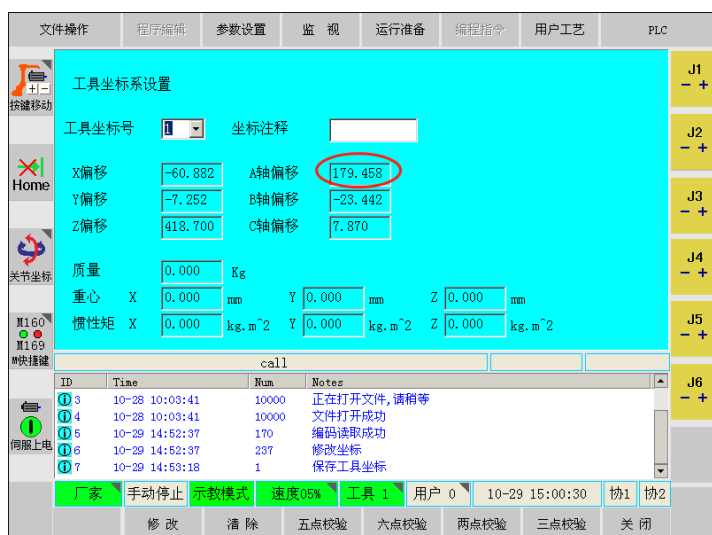 文件操作 程序编辑 参数设置 监 视 运行准备 编程指令 用户工艺 PLC
+ -
按键移动
Home
关节坐标
M160
M169
M快捷键
伺服上电
工具坐标系设置
工具坐标号 1 坐标注释
X偏移 -60.882 A轴偏移 179.458
Y偏移 -7.252 B轴偏移 -23.442
Z偏移 418.700 C轴偏移 7.870
质量 0.000 Kg
重心 X 0.000 mm Y 0.000 mm Z 0.000 mm
惯性矩 X 0.000 kg.m^2 Y 0.000 kg.m^2 Z 0.000 kg.m^2
call
ID Time Num Notes
3 10-28 10:03:41 10000 正在打开文件,请稍等
4 10-28 10:03:41 10000 文件打开成功
5 10-29 14:52:37 170 编码读取成功
6 10-29 14:52:37 237 修改坐标
7 10-29 14:53:18 1 保存工具坐标
J1
- +
J2
- +
J3
- +
J4
- +
J5
- +
J6
- +
厂家 手动停止 示教模式 速度05% 工具 1 用户 0 10-29 15:00:30 协1 协2
修 改 清 除 五点校验 六点校验 两点校验 三点校验 关 闭